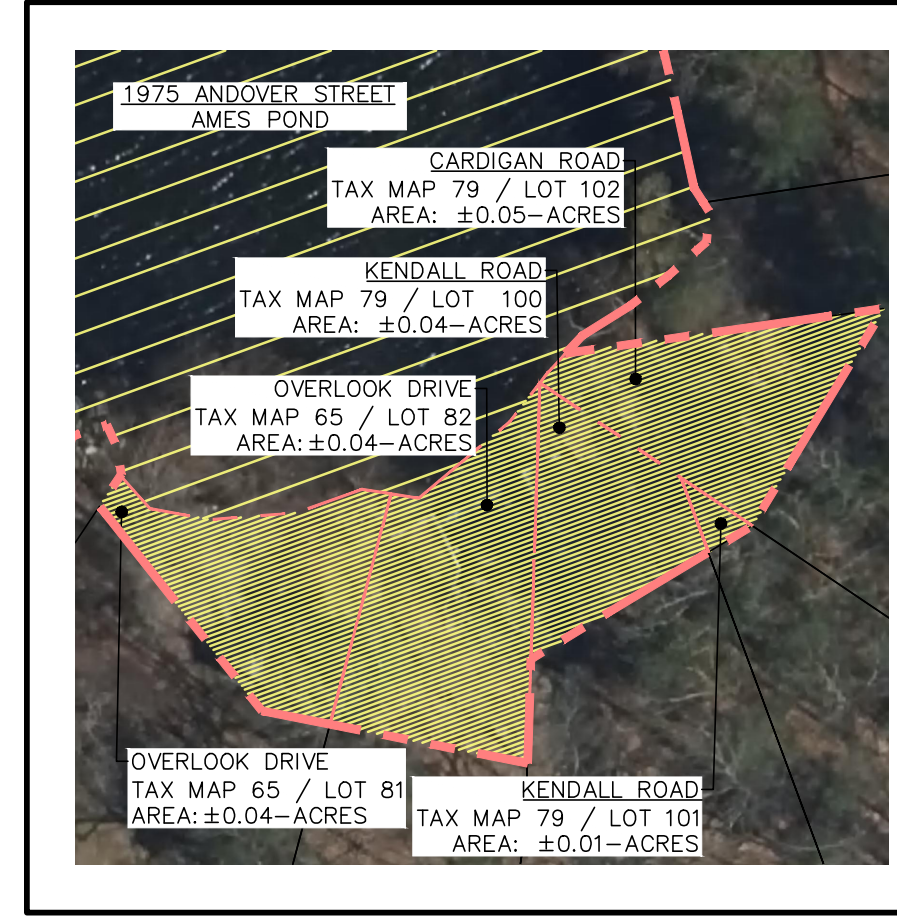 1975 ANDOVER STREET
AMES POND
CARDIGAN ROAD
TAX MAP 79 / LOT 102
AREA: ±0.05-ACRES
KENDALL ROAD
TAX MAP 79 / LOT 100
AREA: ±0.04-ACRES
OVERLOOK DRIVE
TAX MAP 65 / LOT 82
AREA: ±0.04-ACRES
OVERLOOK DRIVE
TAX MAP 65 / LOT 81
AREA: ±0.04-ACRES
KENDALL ROAD
TAX MAP 79 / LOT 101
AREA: ±0.01-ACRES